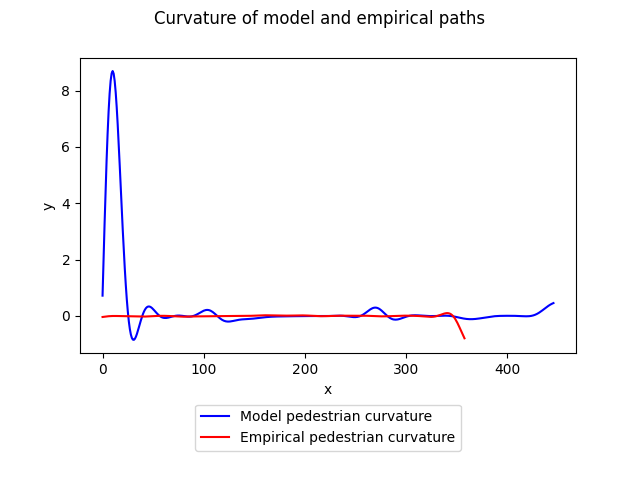 Curvature of model and empirical paths
8
6
4
2
0
y
0 100 200 300 400
x
Model pedestrian curvature
Empirical pedestrian curvature